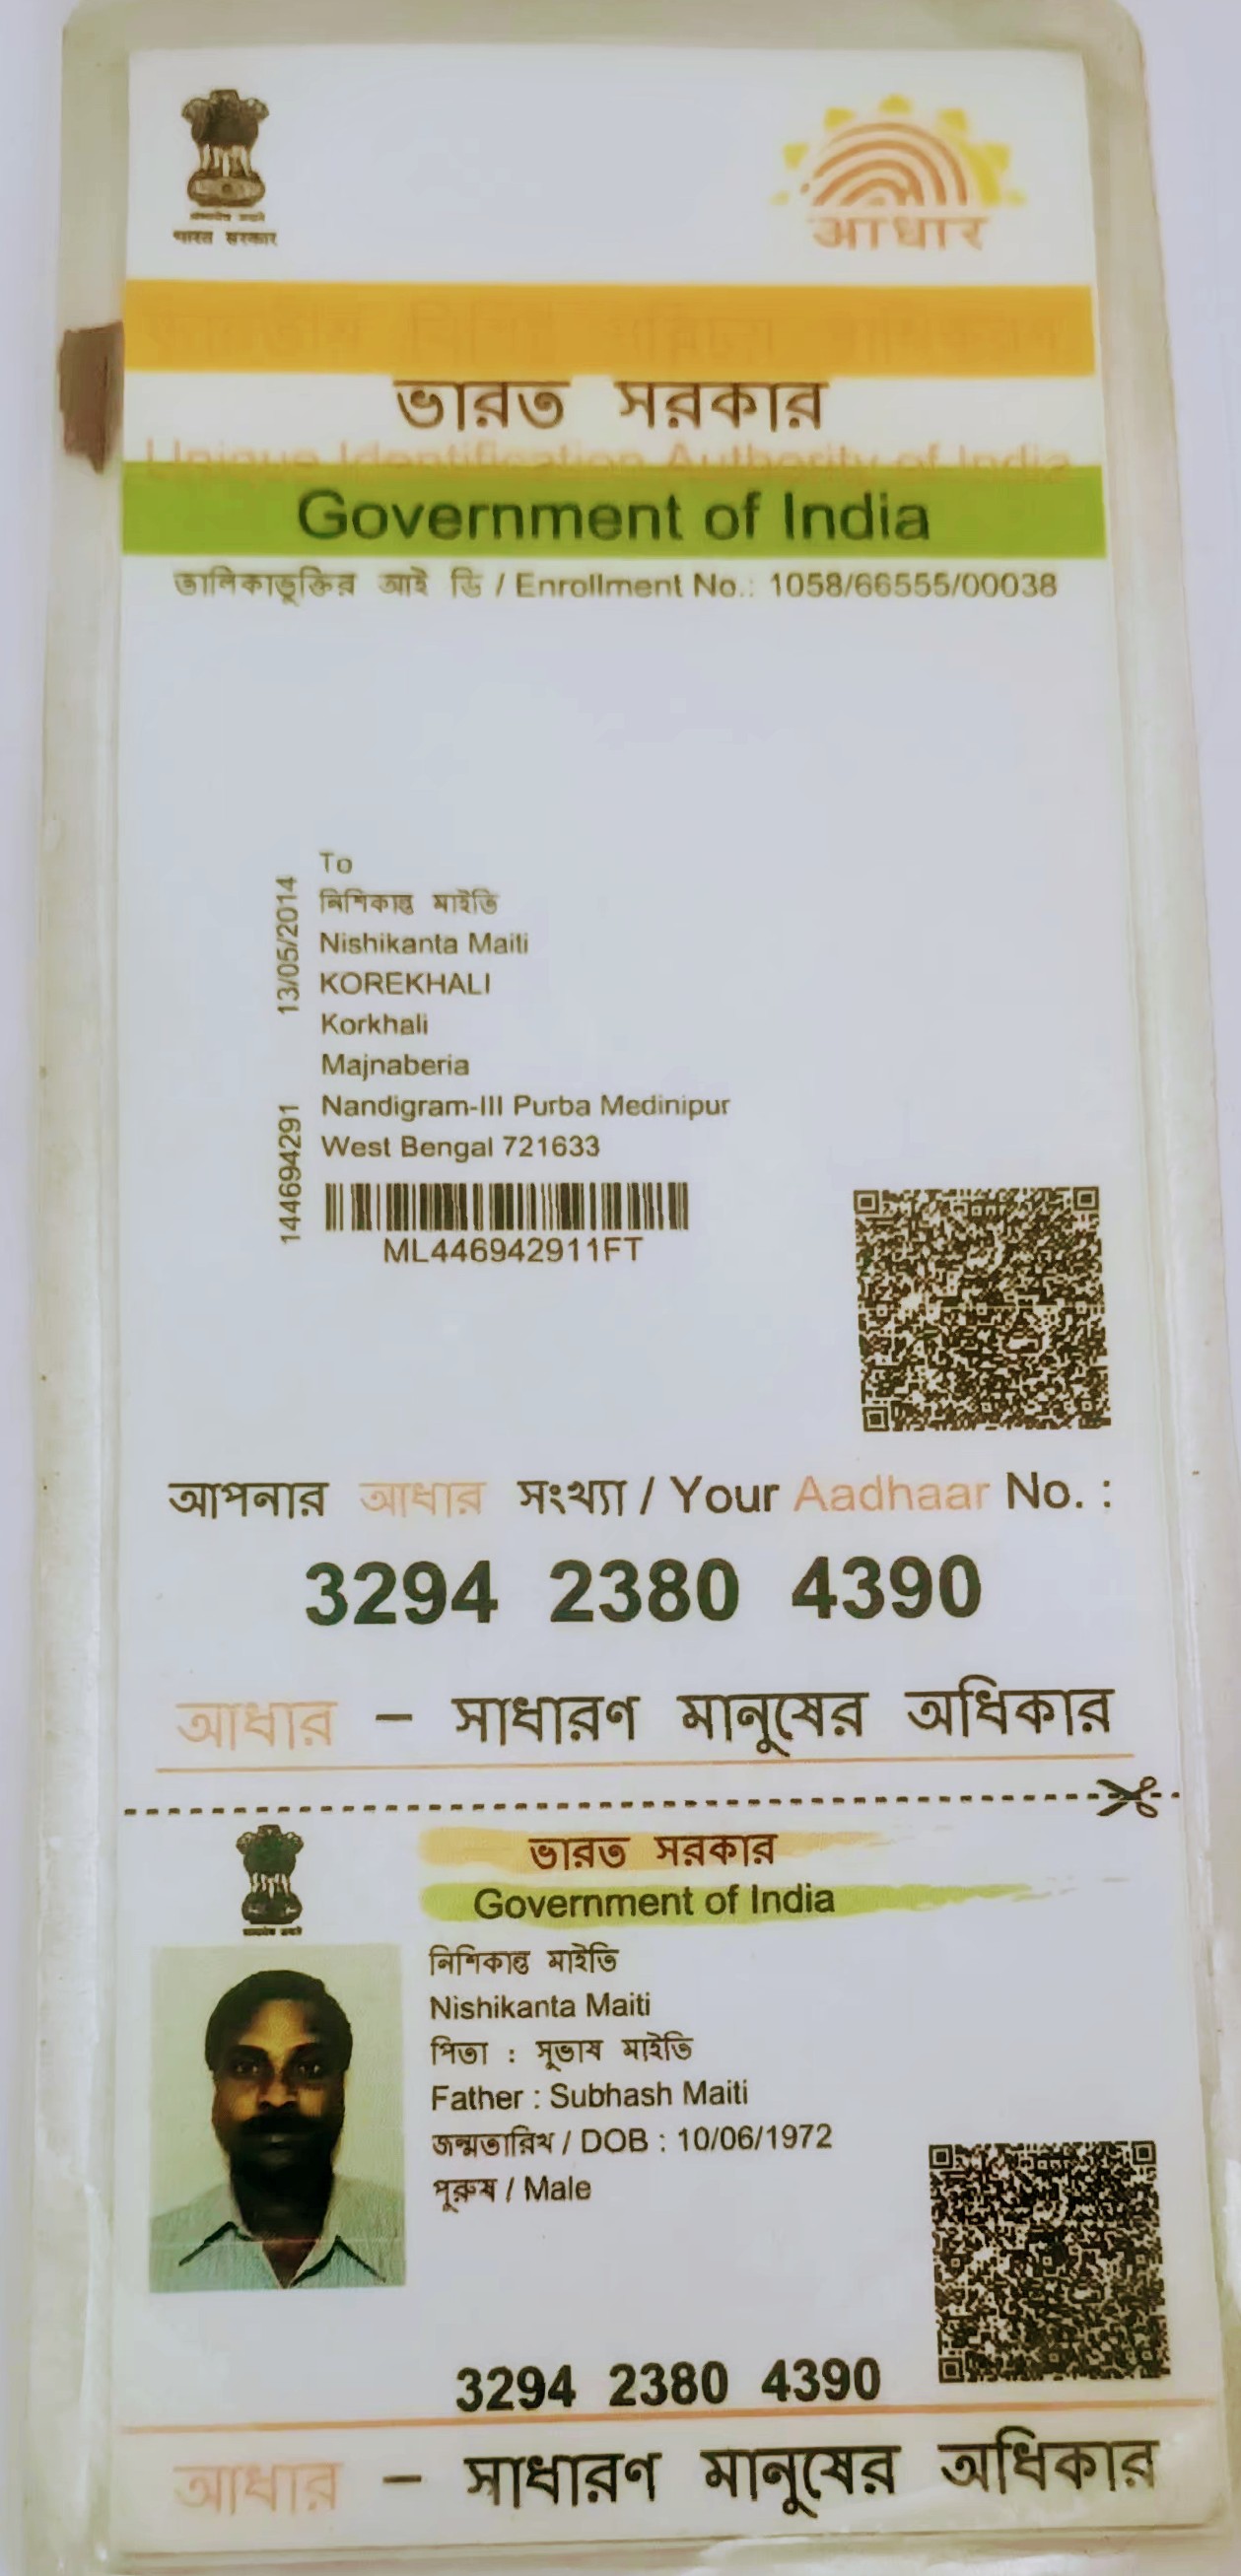 भारत सरकार
आधार
ভারত সরকার
Unique Identification Authority of India
Government of India
তালিকাভুক্তির আই ডি / Enrollment No.: 1058/66555/00038
To
নিশিকান্ত মাইতি
Nishikanta Maiti
KOREKHALI
Korkhali
Majnaberia
Nandigram-III Purba Medinipur
West Bengal 721633
13/05/2014
144694291
ML446942911FT
আপনার আধার সংখ্যা / Your Aadhaar No. :
3294 2380 4390
আধার – সাধারণ মানুষের অধিকার
ভারত সরকার
Government of India
নিশিকান্ত মাইতি
Nishikanta Maiti
পিতা : সুভাষ মাইতি
Father : Subhash Maiti
জন্মতারিখ / DOB : 10/06/1972
পুরুষ / Male
3294 2380 4390
আধার – সাধারণ মানুষের অধিকার